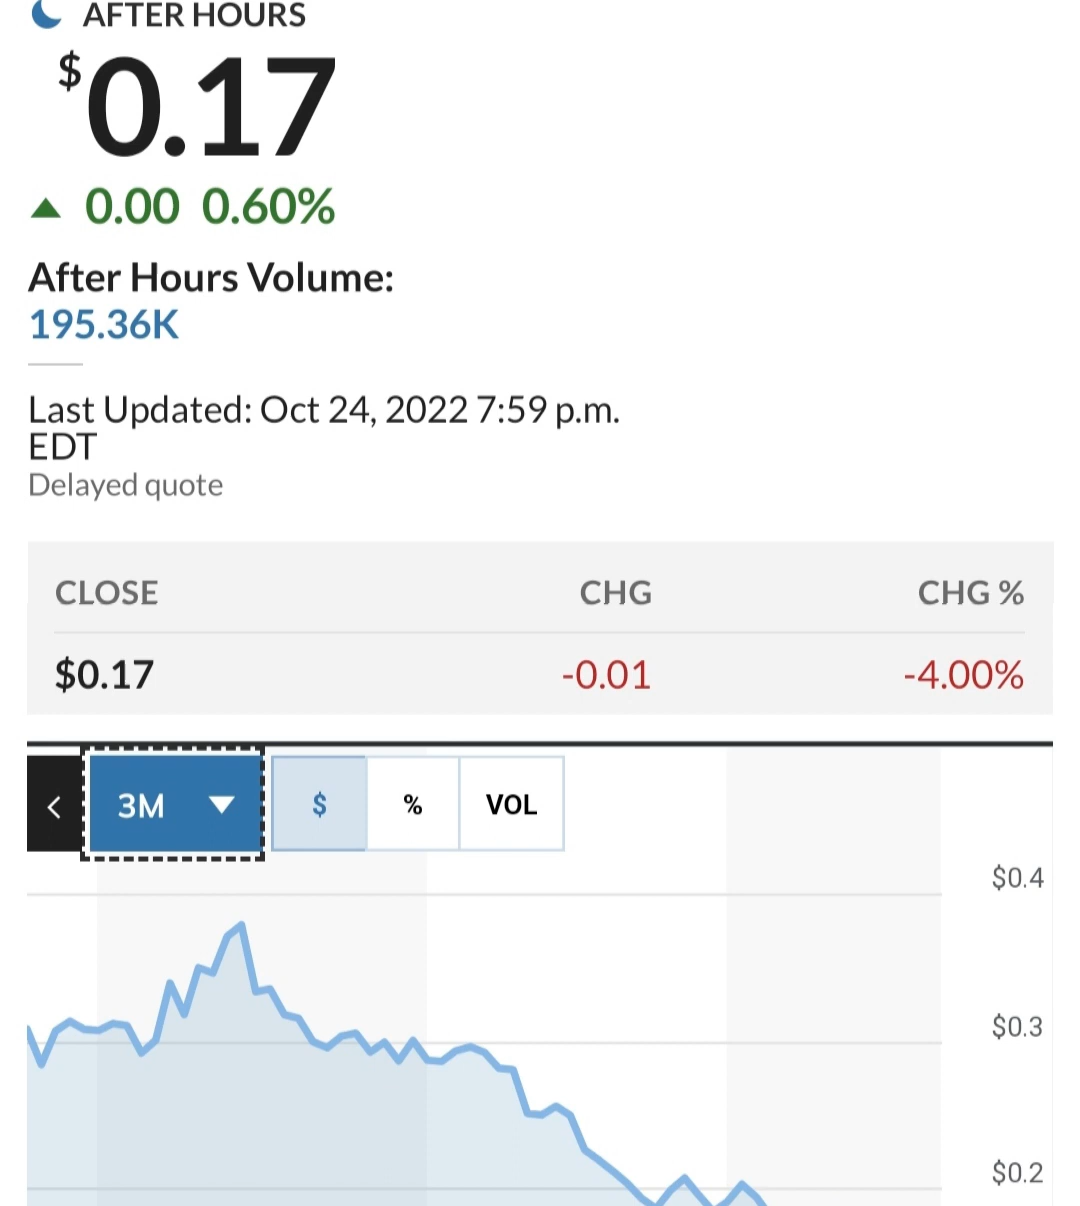 AFTER HOURS
$0.17
0.00 0.60%
After Hours Volume:
195.36K
Last Updated: Oct 24, 2022 7:59 p.m.
EDT
Delayed quote
CLOSE CHG CHG %
$0.17 -0.01 -4.00%
3M $ % VOL
$0.4
$0.3
$0.2